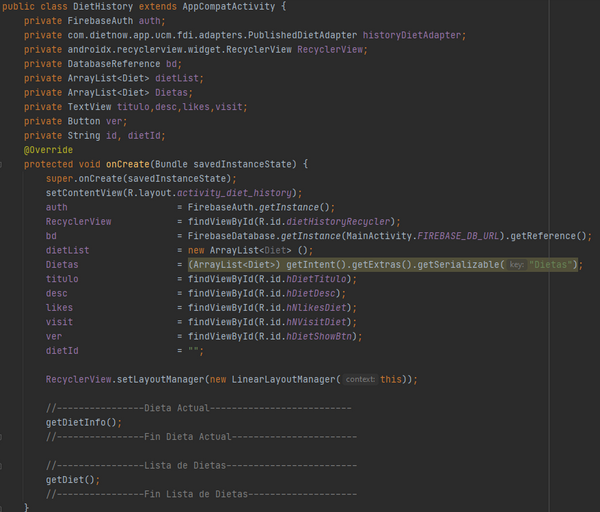 public class DietHistory extends AppCompatActivity {
private FirebaseAuth auth;
private com.dietnow.app.ucm.fdi.adapters.PublishedDietAdapter historyDietAdapter;
private androidx.recyclerview.widget.RecyclerView RecyclerView;
private DatabaseReference bd;
private ArrayList<Diet> dietList;
private ArrayList<Diet> Dietas;
private TextView titulo,desc,likes,visit;
private Button ver;
private String id, dietId;
@Override
protected void onCreate(Bundle savedInstanceState) {
super.onCreate(savedInstanceState);
setContentView(R.layout.activity_diet_history);
auth = FirebaseAuth.getInstance();
RecyclerView = findViewById(R.id.dietHistoryRecycler);
bd = FirebaseDatabase.getInstance(MainActivity.FIREBASE_DB_URL).getReference();
dietList = new ArrayList<Diet> ();
Dietas = (ArrayList<Diet>) getIntent().getExtras().getSerializable( key: "Dietas");
titulo = findViewById(R.id.hDietTitulo);
desc = findViewById(R.id.hDietDesc);
likes = findViewById(R.id.hNlikesDiet);
visit = findViewById(R.id.hNVisitDiet);
ver = findViewById(R.id.hDietShowBtn);
dietId = "";
RecyclerView.setLayoutManager(new LinearLayoutManager( context: this));
//----------------Dieta Actual--------------------------
getDietInfo();
//----------------Fin Dieta Actual-----------------------
//----------------Lista de Dietas------------------------
getDiet();
//----------------Fin Lista de Dietas--------------------
}